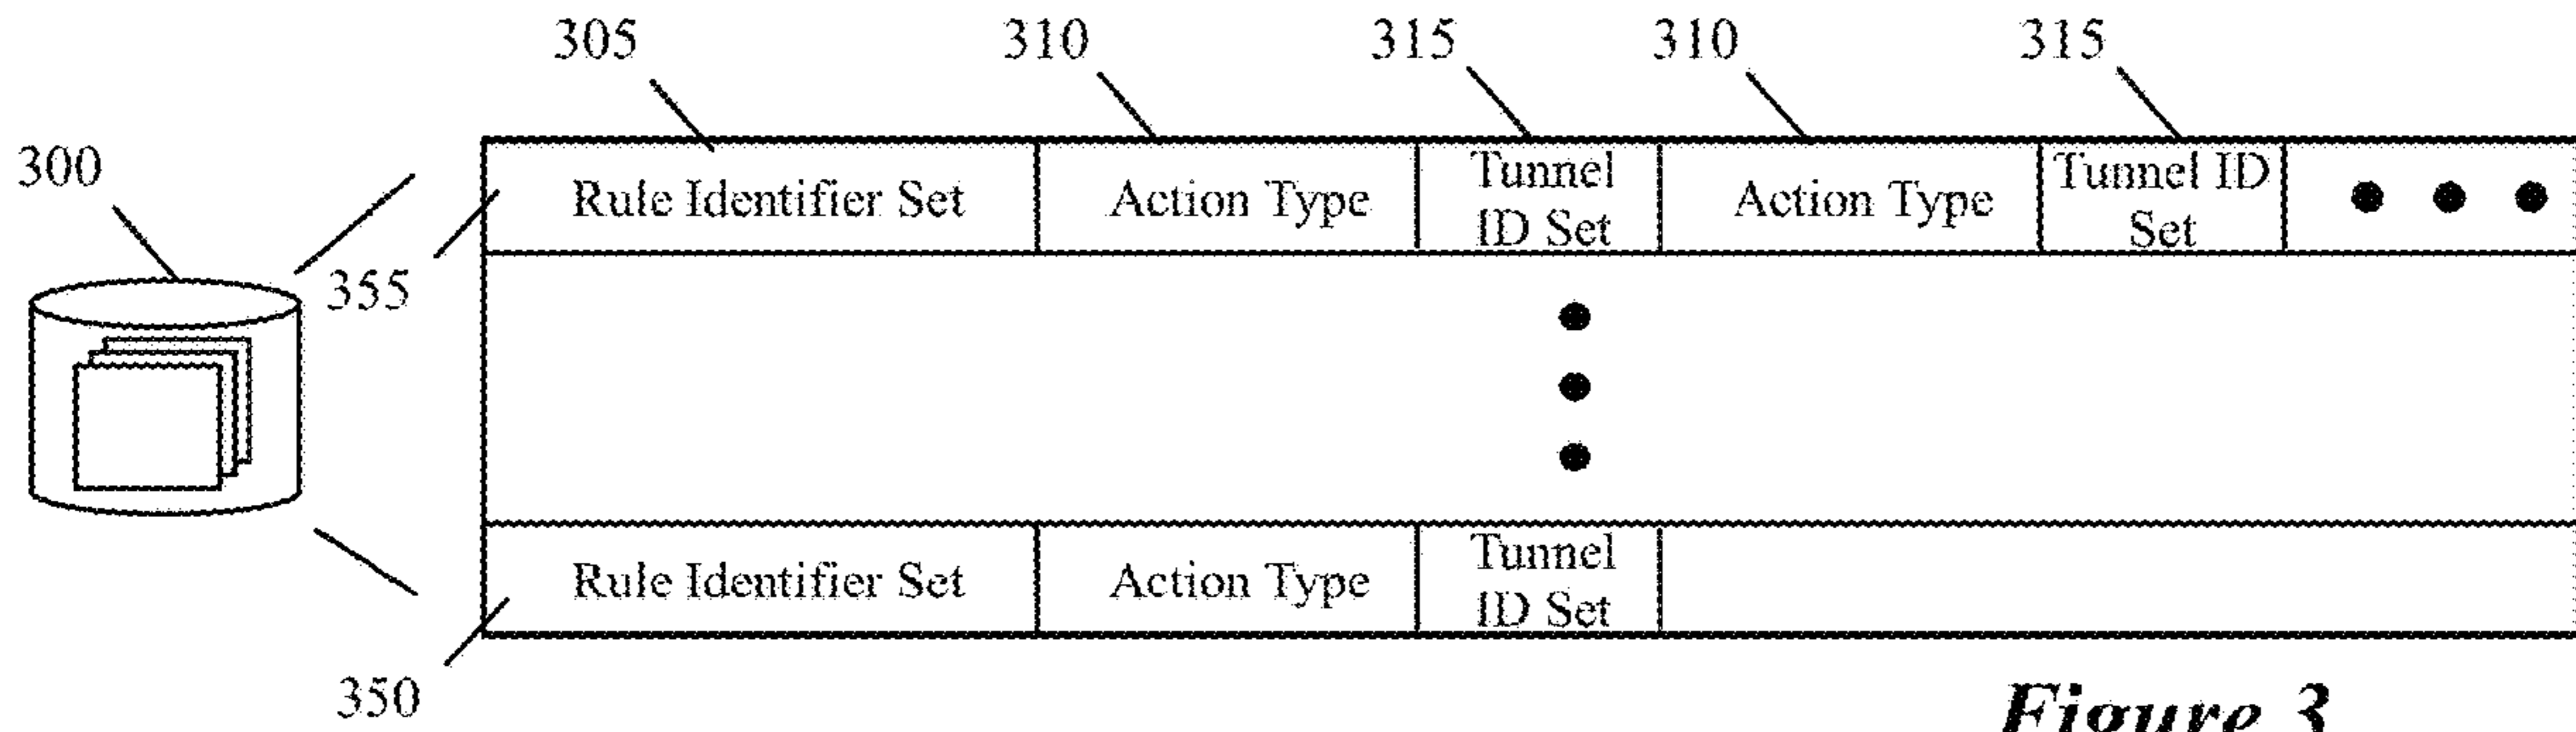 305 310 315 310 315
300
Rule Identifier Set Action Type Tunnel ID Set Action Type Tunnel ID Set
355
Rule Identifier Set Action Type Tunnel ID Set
350
Figure 3